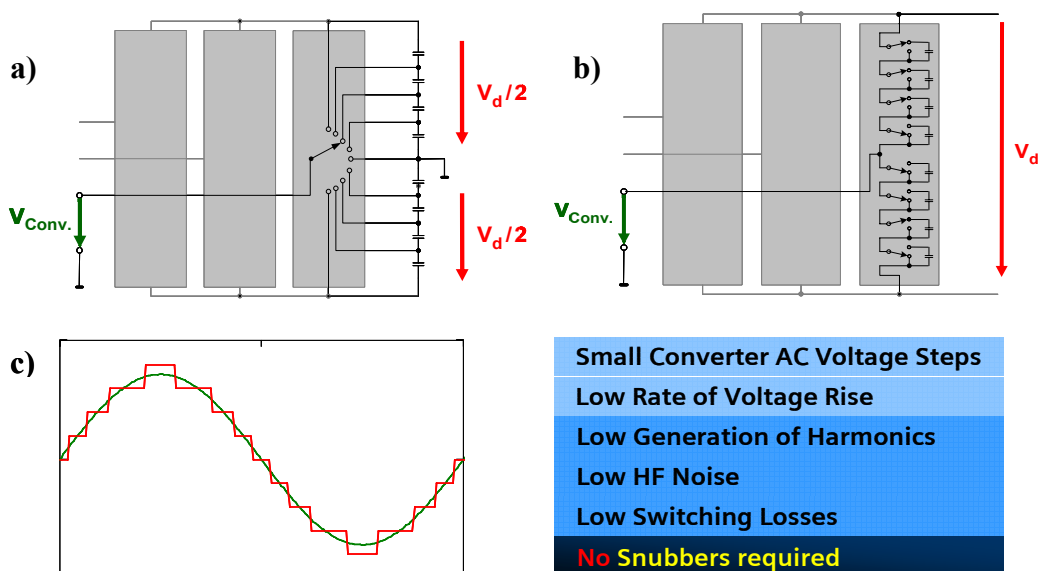 a)
V_d/2
V_d/2
v_Conv.
b)
V_d
v_Conv.
c)
Small Converter AC Voltage Steps
Low Rate of Voltage Rise
Low Generation of Harmonics
Low HF Noise
Low Switching Losses
No Snubbers required